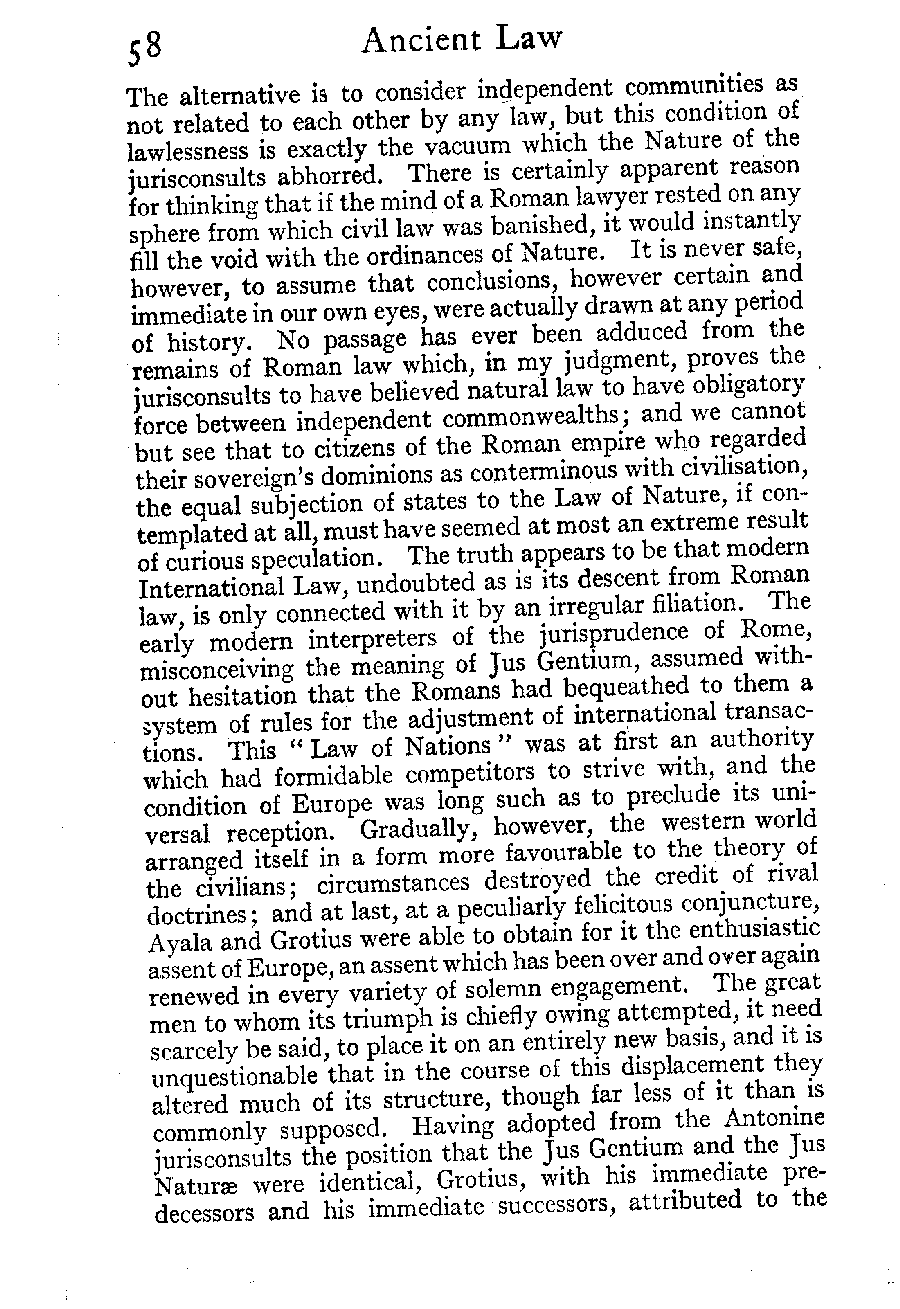 58 Ancient Law
The alternative is to consider independent communities as
not related to each other by any law, but this condition of
lawlessness is exactly the vacuum which the Nature of the
jurisconsults abhorred. There is certainly apparent reason
for thinking that if the mind of a Roman lawyer rested on any
sphere from which civil law was banished, it would instantly
fill the void with the ordinances of Nature. It is never safe,
however, to assume that conclusions, however certain and
immediate in our own eyes, were actually drawn at any period
of history. No passage has ever been adduced from the
remains of Roman law which, in my judgment, proves the
jurisconsults to have believed natural law to have obligatory
force between independent commonwealths; and we cannot
but see that to citizens of the Roman empire who regarded
their sovereign's dominions as conterminous with civilisation,
the equal subjection of states to the Law of Nature, if con-
templated at all, must have seemed at most an extreme result
of curious speculation. The truth appears to be that modern
International Law, undoubted as is its descent from Roman
law, is only connected with it by an irregular filiation. The
early modern interpreters of the jurisprudence of Rome,
misconceiving the meaning of Jus Gentium, assumed with-
out hesitation that the Romans had bequeathed to them a
system of rules for the adjustment of international transac-
tions. This “ Law of Nations ” was at first an authority
which had formidable competitors to strive with, and the
condition of Europe was long such as to preclude its uni-
versal reception. Gradually, however, the western world
arranged itself in a form more favourable to the theory of
the civilians; circumstances destroyed the credit of rival
doctrines; and at last, at a peculiarly felicitous conjuncture,
Ayala and Grotius were able to obtain for it the enthusiastic
assent of Europe, an assent which has been over and over again
renewed in every variety of solemn engagement. The great
men to whom its triumph is chiefly owing attempted, it need
scarcely be said, to place it on an entirely new basis, and it is
unquestionable that in the course of this displacement they
altered much of its structure, though far less of it than is
commonly supposed. Having adopted from the Antonine
jurisconsults the position that the Jus Gentium and the Jus
Naturæ were identical, Grotius, with his immediate pre-
decessors and his immediate successors, attributed to the